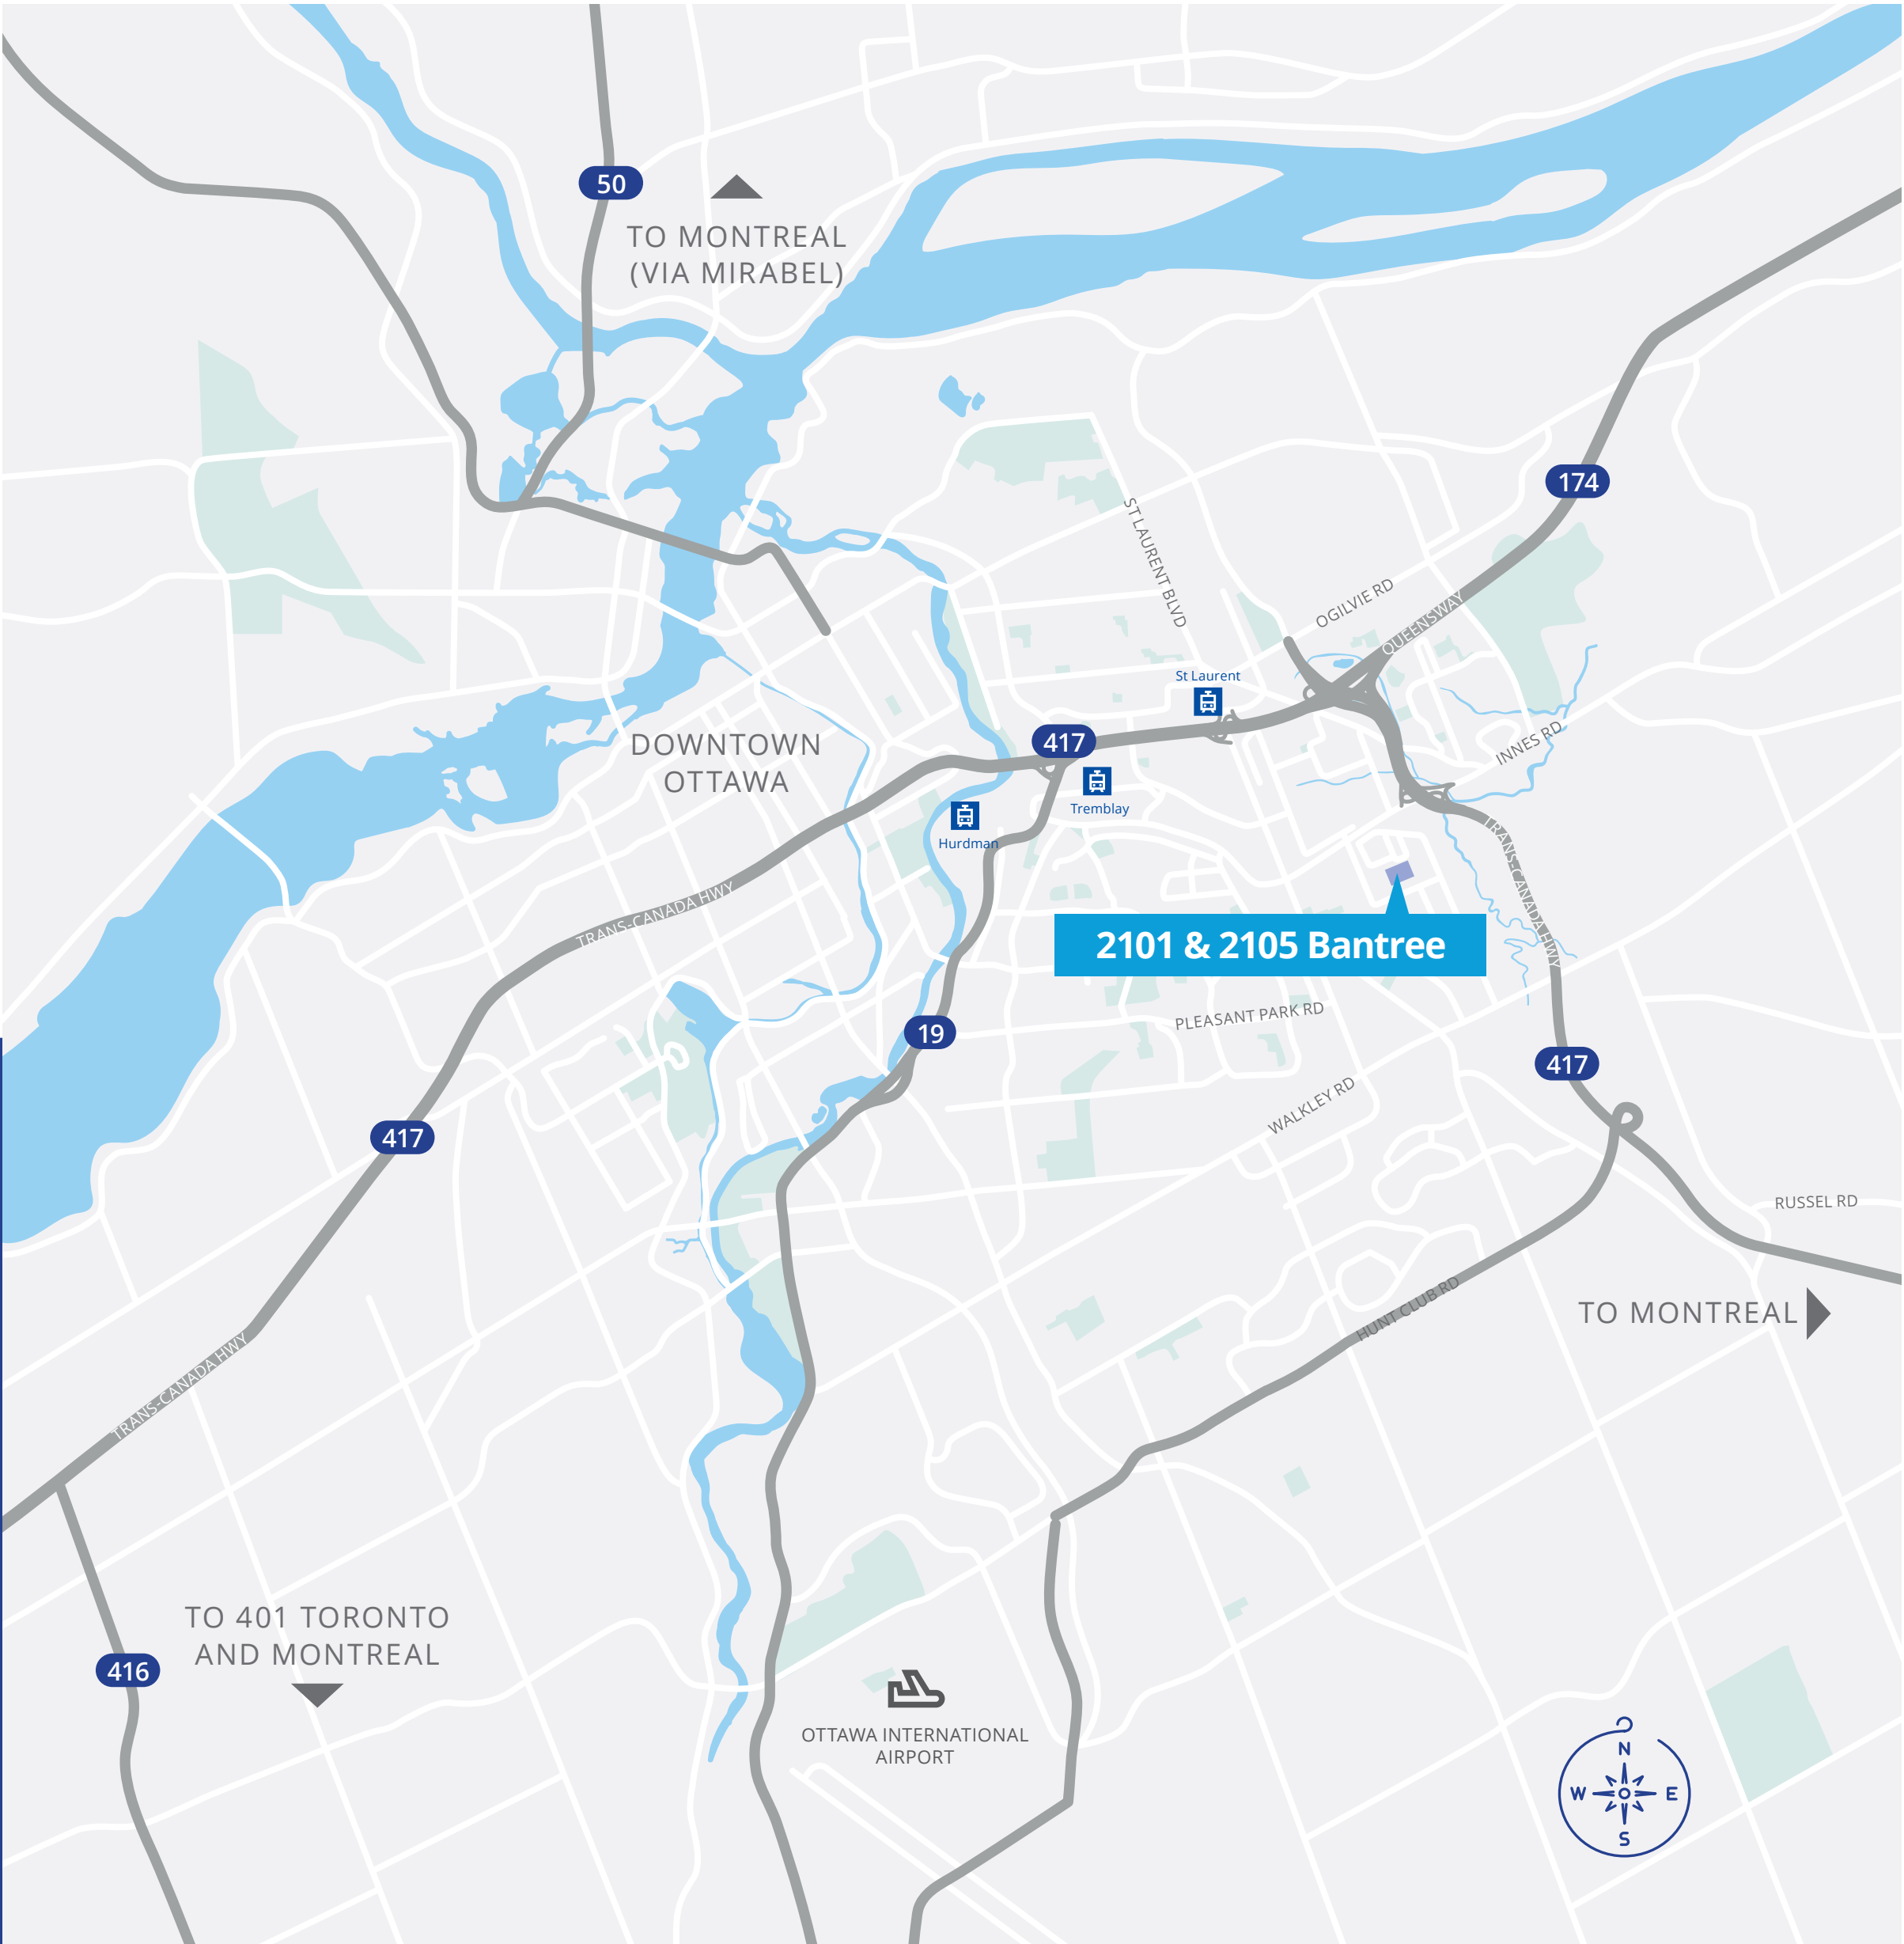 50
TO MONTREAL
(VIA MIRABEL)
174
ST LAURENT BLVD
OGILVIE RD
QUEENSWAY
St Laurent
417
INNES RD
DOWNTOWN
OTTAWA
Tremblay
Hurdman
TRANS-CANADA HWY
TRANS-CANADA HWY
2101 & 2105 Bantree
PLEASANT PARK RD
19
417
WALKLEY RD
417
RUSSEL RD
HUNT CLUB RD
TO MONTREAL
TRANS-CANADA HWY
TO 401 TORONTO
AND MONTREAL
416
OTTAWA INTERNATIONAL
AIRPORT
N
W E
S